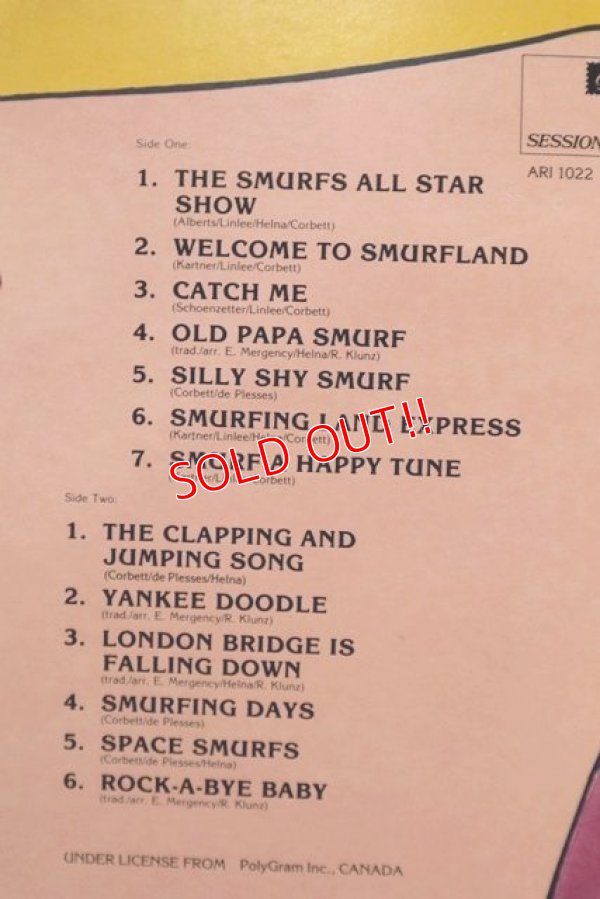 SESSION
ARI 1022
Side One:
1. THE SMURFS ALL STAR
SHOW
(Alberts/Linlee/Helna/Corbett)
2. WELCOME TO SMURFLAND
(Kartner/Linlee/Corbett)
3. CATCH ME
(Schoenzetter/Linlee/Corbett)
4. OLD PAPA SMURF
(trad./arr. E. Mergency/Helna/R. Klunz)
5. SILLY SHY SMURF
(Corbett/de Plesses)
6. SMURFING LAND EXPRESS
(Kartner/Linlee/Helna/Corbett)
7. SMURF A HAPPY TUNE
SOLD OUT!!
Side Two:
1. THE CLAPPING AND
JUMPING SONG
(Corbett/de Plesses/Helna)
2. YANKEE DOODLE
(trad./arr. E. Mergency/R. Klunz)
3. LONDON BRIDGE IS
FALLING DOWN
(trad./arr. E. Mergency/Helna/R. Klunz)
4. SMURFING DAYS
(Corbett/de Plesses)
5. SPACE SMURFS
(Corbett/de Plesses/Helna)
6. ROCK-A-BYE BABY
(trad./arr. E. Mergency/R. Klunz)
UNDER LICENSE FROM PolyGram Inc., CANADA